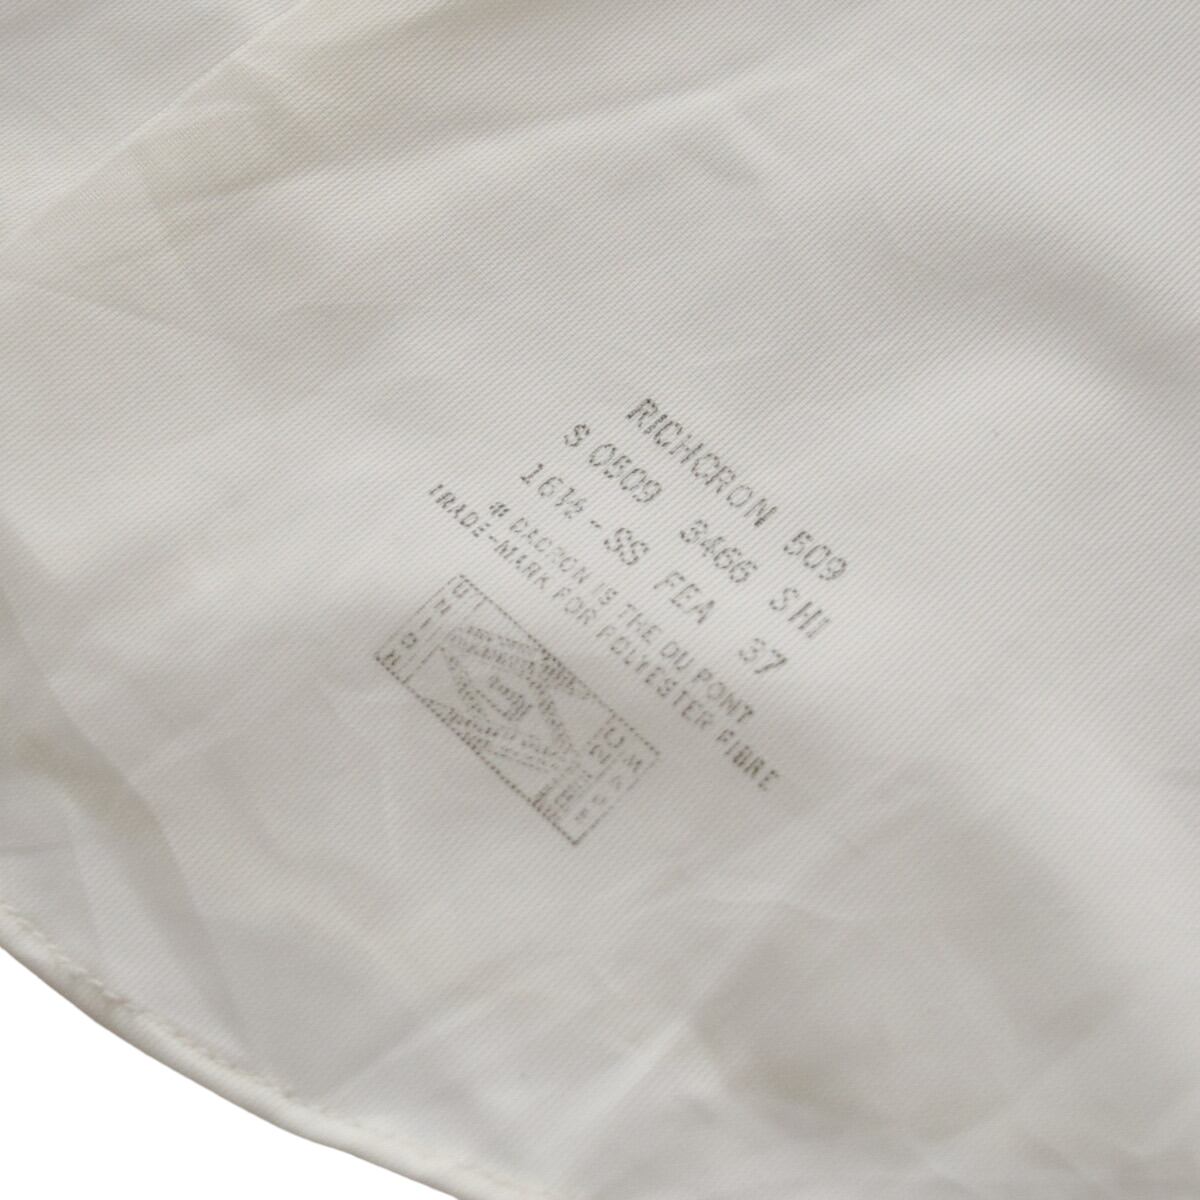 RICHCRON 509
S 0509 3466 SHI
16½-SS FEA 37
# DACRON IS THE DU PONT
TRADE-MARK FOR POLYESTER FIBRE
UNION